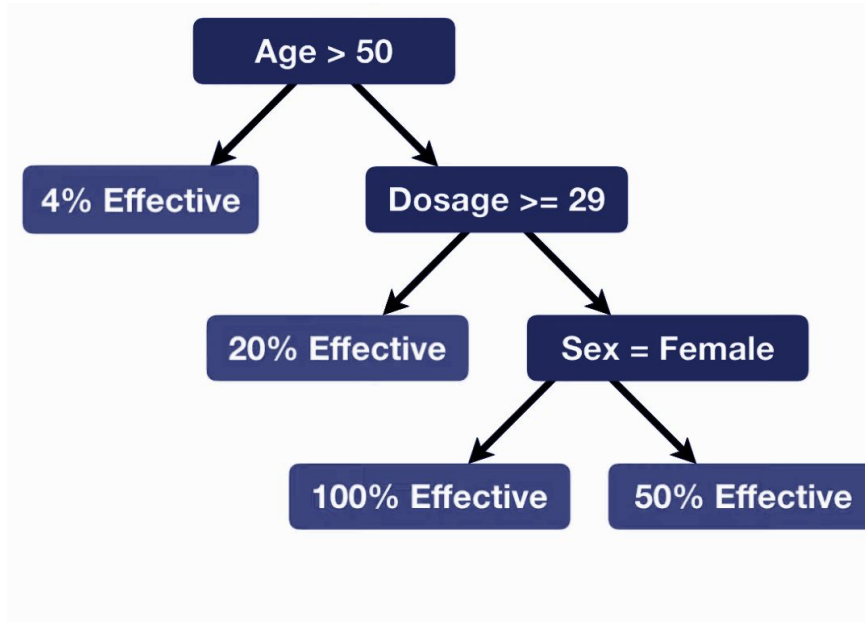 Age > 50
4% Effective
Dosage >= 29
20% Effective
Sex = Female
100% Effective
50% Effective